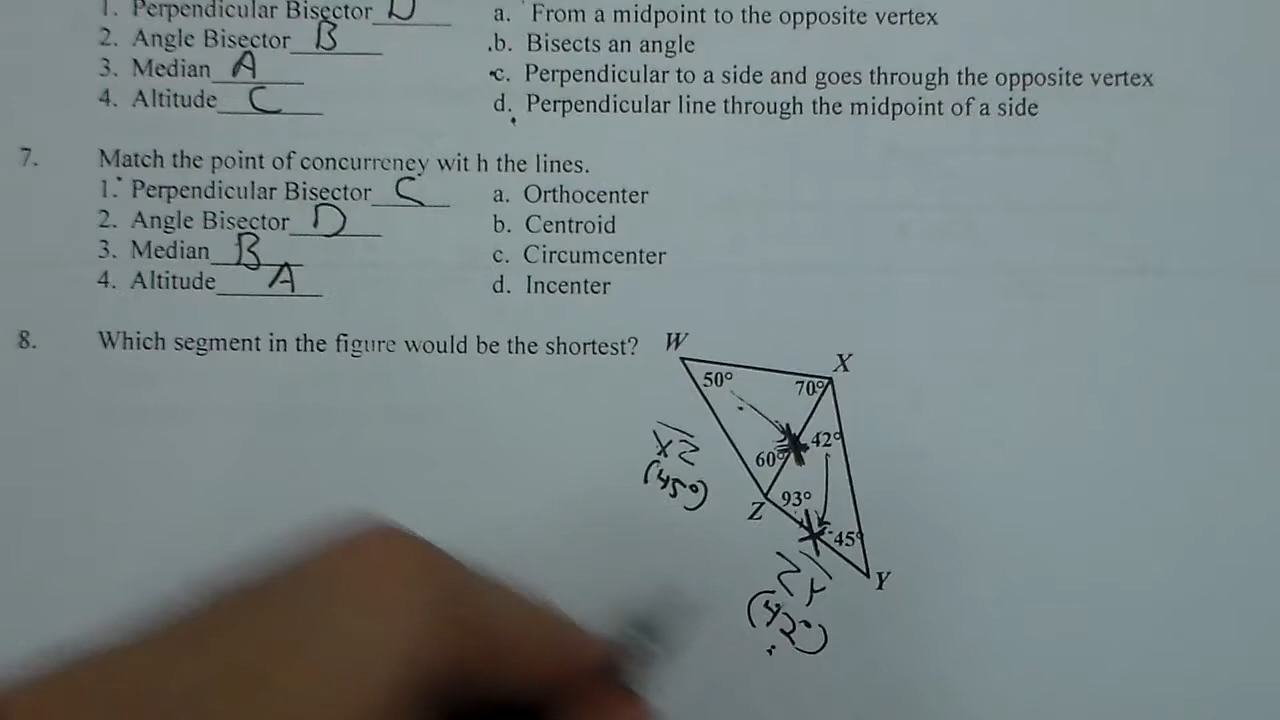 1. Perpendicular Bisector D a. From a midpoint to the opposite vertex
2. Angle Bisector B b. Bisects an angle
3. Median A c. Perpendicular to a side and goes through the opposite vertex
4. Altitude C d. Perpendicular line through the midpoint of a side
7. Match the point of concurrency wit h the lines.
1. Perpendicular Bisector C a. Orthocenter
2. Angle Bisector D b. Centroid
3. Median B c. Circumcenter
4. Altitude A d. Incenter
8. Which segment in the figure would be the shortest?
W
X
50°
70°
42°
60°
ZX
(45°)
Z
93°
45°
Y
ZY
(42°)